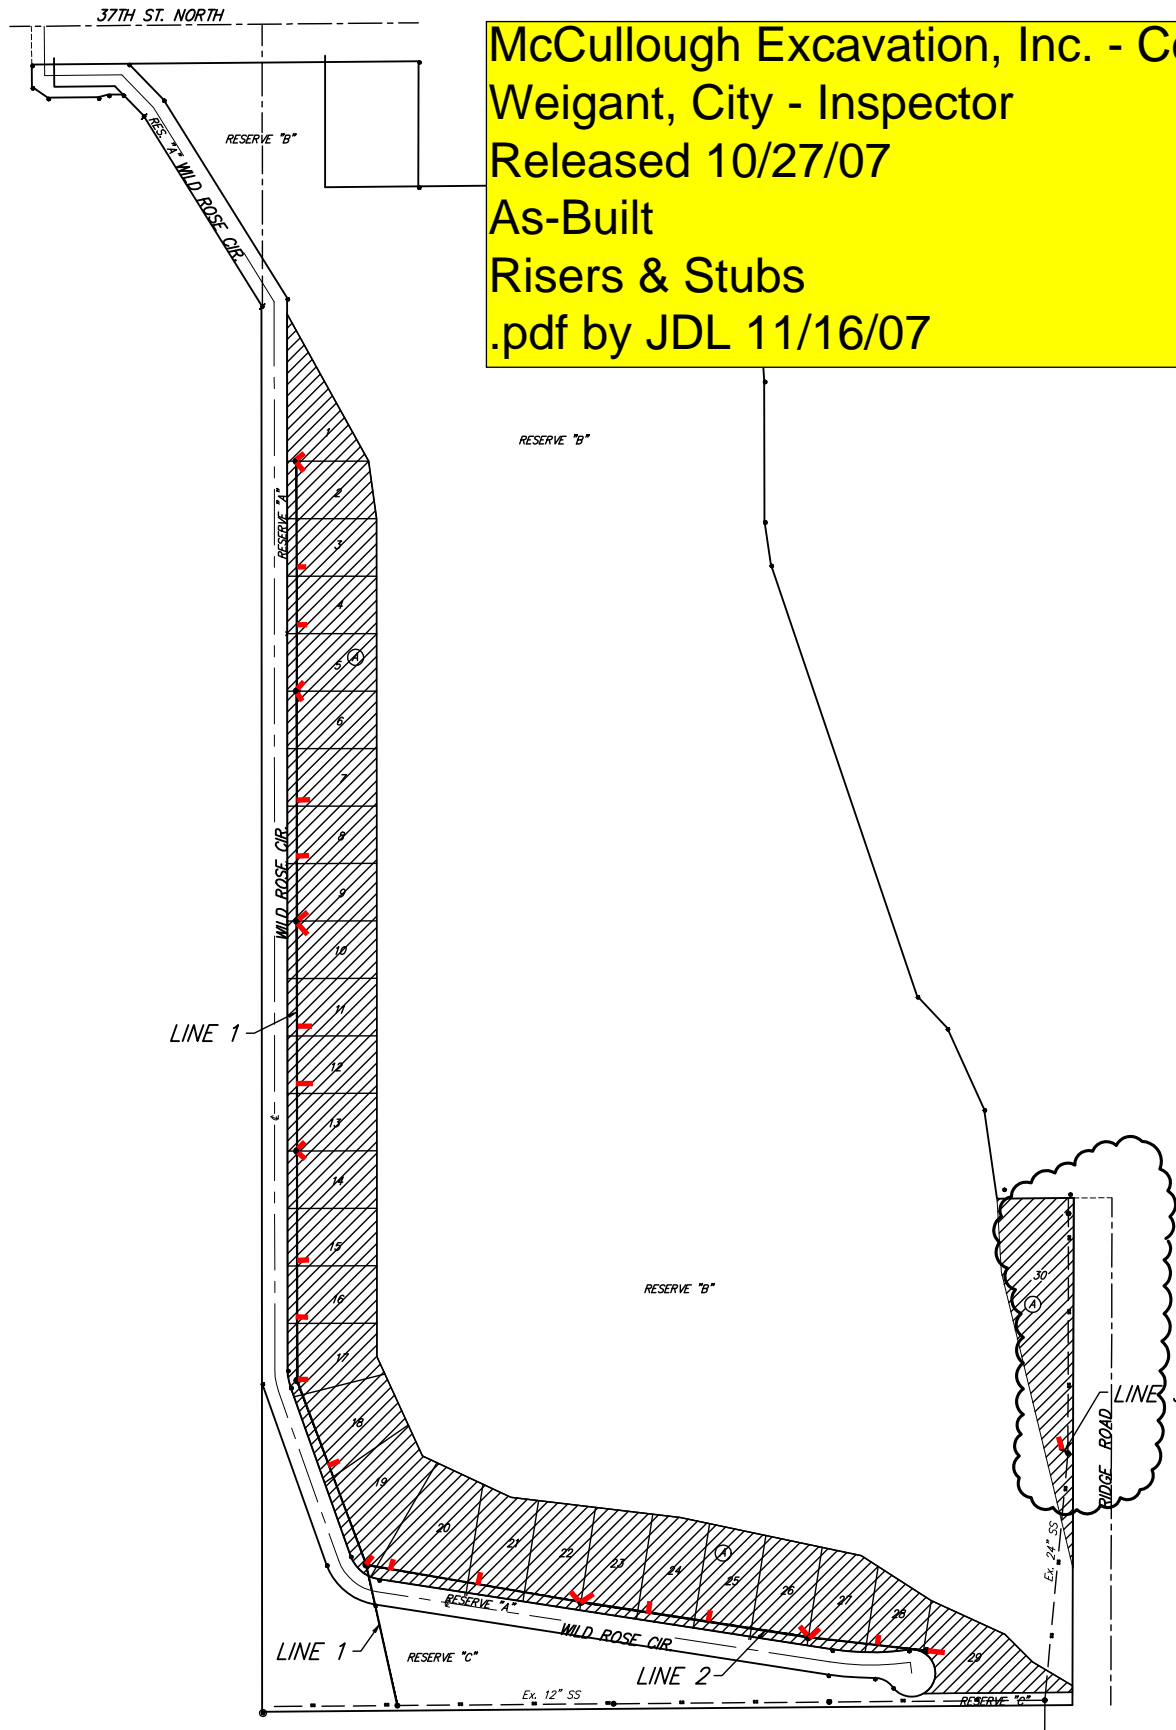 37TH ST. NORTH
McCullough Excavation, Inc. - Co
Weigant, City - Inspector
Released 10/27/07
As-Built
Risers & Stubs
.pdf by JDL 11/16/07
RES. "A"
WILD ROSE CIR.
RESERVE "B"
RESERVE "B"
1
2
RESERVE "A"
3
4
5
A
6
7
8
WILD ROSE CIR.
9
10
11
LINE 1
12
13
14
15
RESERVE "B"
16
17
18
19
20
21
22
23
24
A
25
26
27
28
29
30
A
LINE
RIDGE ROAD
Ex. 24" SS
RESERVE "A"
WILD ROSE CIR
LINE 1
RESERVE "C"
LINE 2
Ex. 12" SS
RESERVE "C"